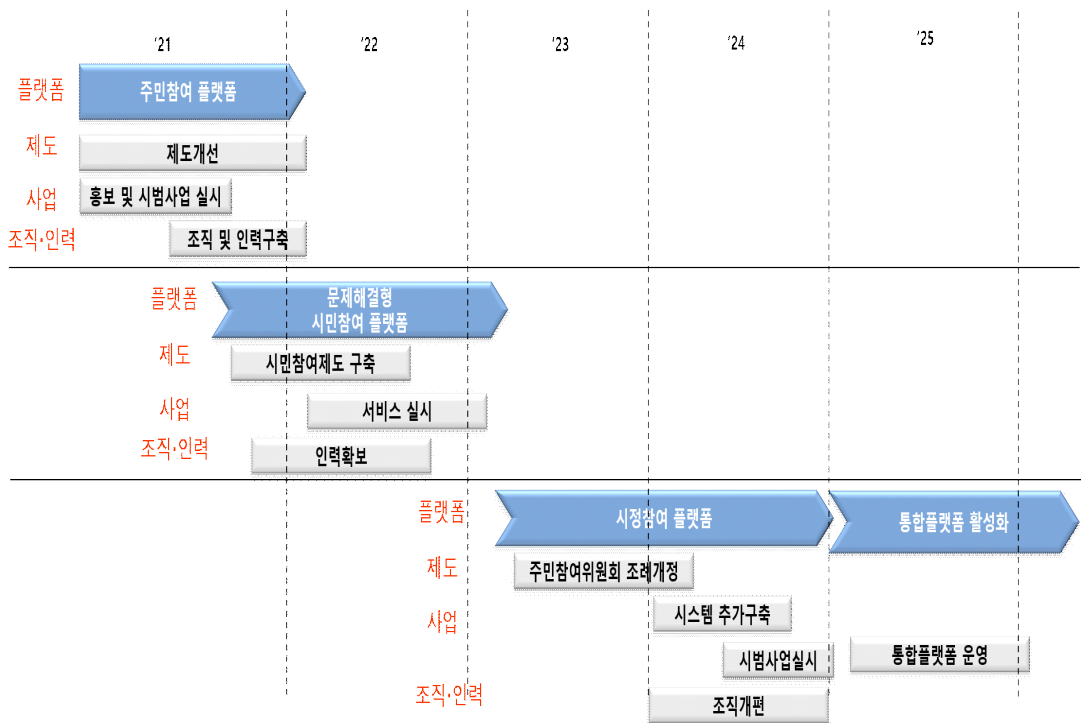 '21
'22
'23
'24
'25
플랫폼
주민참여 플랫폼
제도
제도개선
사업
홍보 및 시범사업 실시
조직·인력
조직 및 인력구축
플랫폼
문제해결형
시민참여 플랫폼
제도
시민참여제도 구축
사업
서비스 실시
조직·인력
인력확보
플랫폼
시정참여 플랫폼
통합플랫폼 활성화
제도
주민참여위원회 조례개정
사업
시스템 추가구축
시범사업실시
통합플랫폼 운영
조직·인력
조직개편